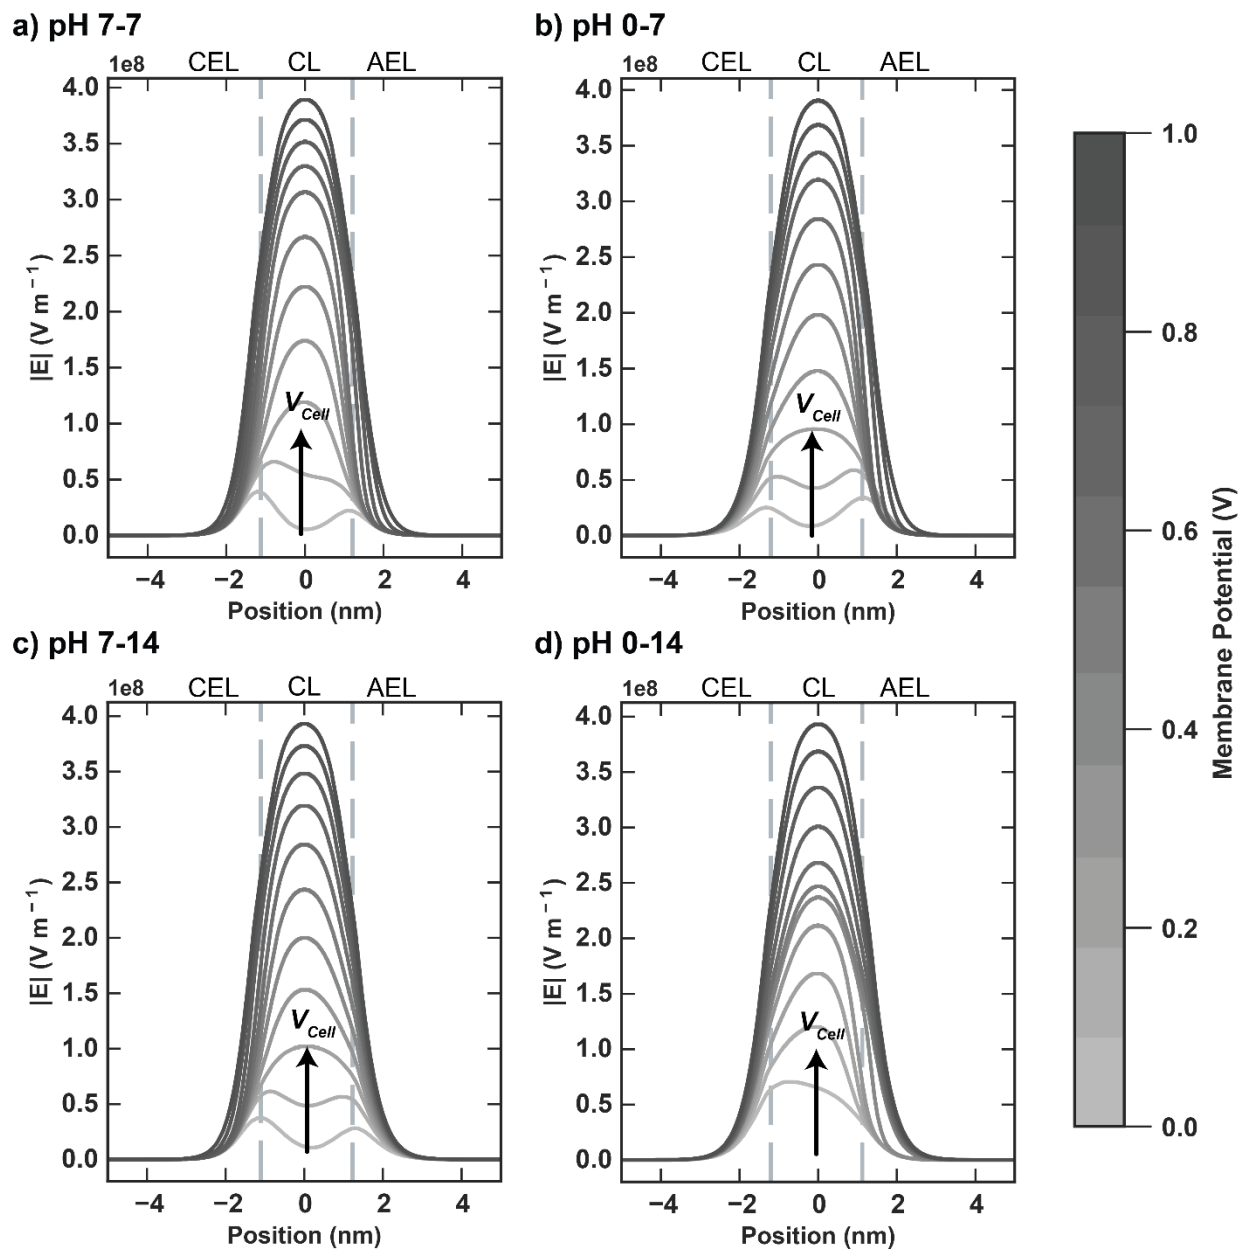 a) pH 7-7
1e8 CEL CL AEL
4.0
3.5
3.0
2.5
2.0
1.5
1.0
0.5
0.0
|E| (V m⁻¹)
V_Cell
−4 −2 0 2 4
Position (nm)
b) pH 0-7
1e8 CEL CL AEL
4.0
3.5
3.0
2.5
2.0
1.5
1.0
0.5
0.0
|E| (V m⁻¹)
V_Cell
−4 −2 0 2 4
Position (nm)
c) pH 7-14
1e8 CEL CL AEL
4.0
3.5
3.0
2.5
2.0
1.5
1.0
0.5
0.0
|E| (V m⁻¹)
V_Cell
−4 −2 0 2 4
Position (nm)
d) pH 0-14
1e8 CEL CL AEL
4.0
3.5
3.0
2.5
2.0
1.5
1.0
0.5
0.0
|E| (V m⁻¹)
V_Cell
−4 −2 0 2 4
Position (nm)
1.0
0.8
0.6
0.4
0.2
0.0
Membrane Potential (V)